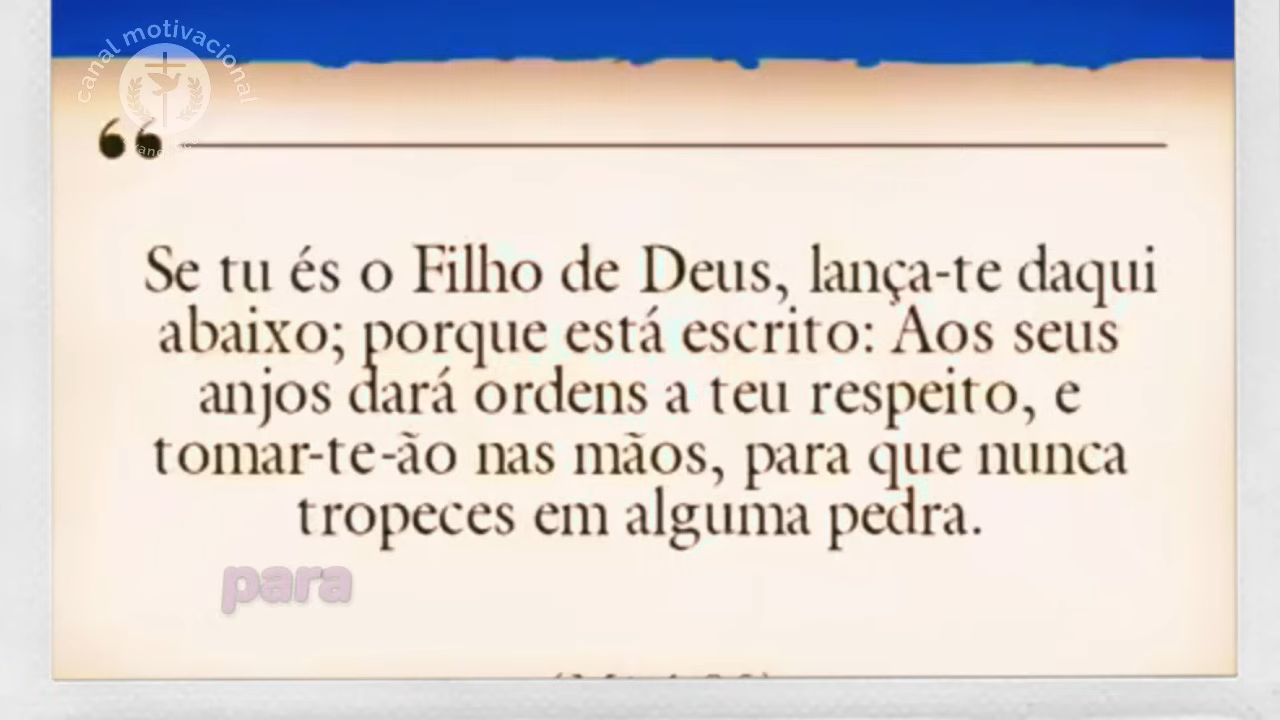 canal motivacional
Se tu és o Filho de Deus, lança-te daqui
abaixo; porque está escrito: Aos seus
anjos dará ordens a teu respeito, e
tomar-te-ão nas mãos, para que nunca
tropeces em alguma pedra.
para